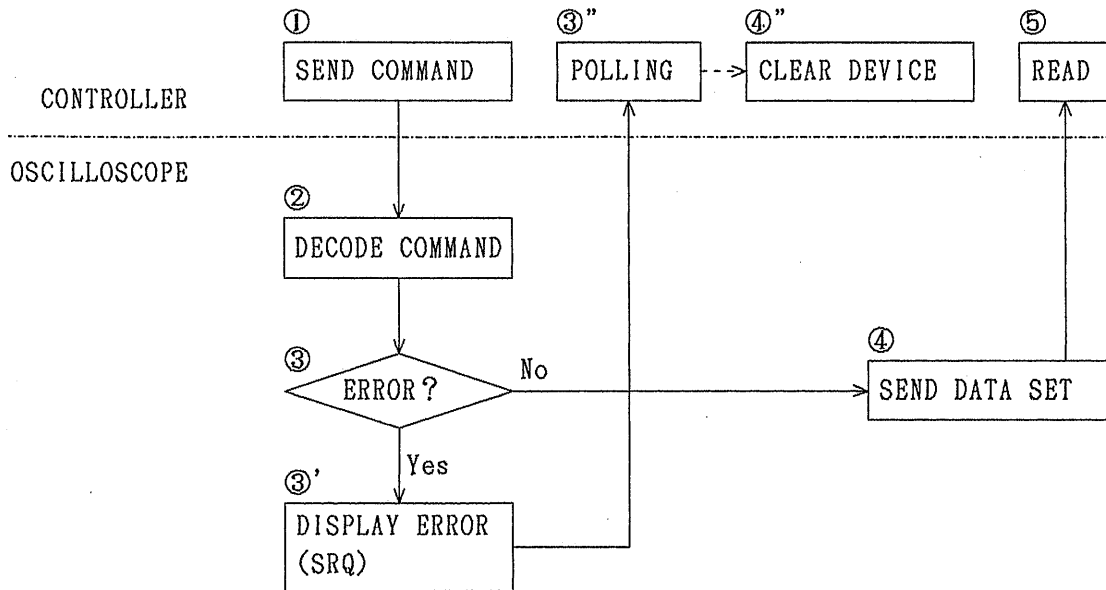 ①
③"
④"
⑤
SEND COMMAND
POLLING
CLEAR DEVICE
READ
CONTROLLER
OSCILLOSCOPE
②
DECODE COMMAND
③
ERROR?
No
④
SEND DATA SET
Yes
③'
DISPLAY ERROR
(SRQ)